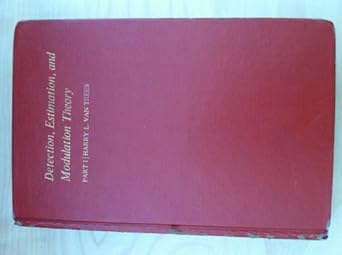 Detection, Estimation, and
Modulation Theory
PART I | HARRY L. VAN TREES